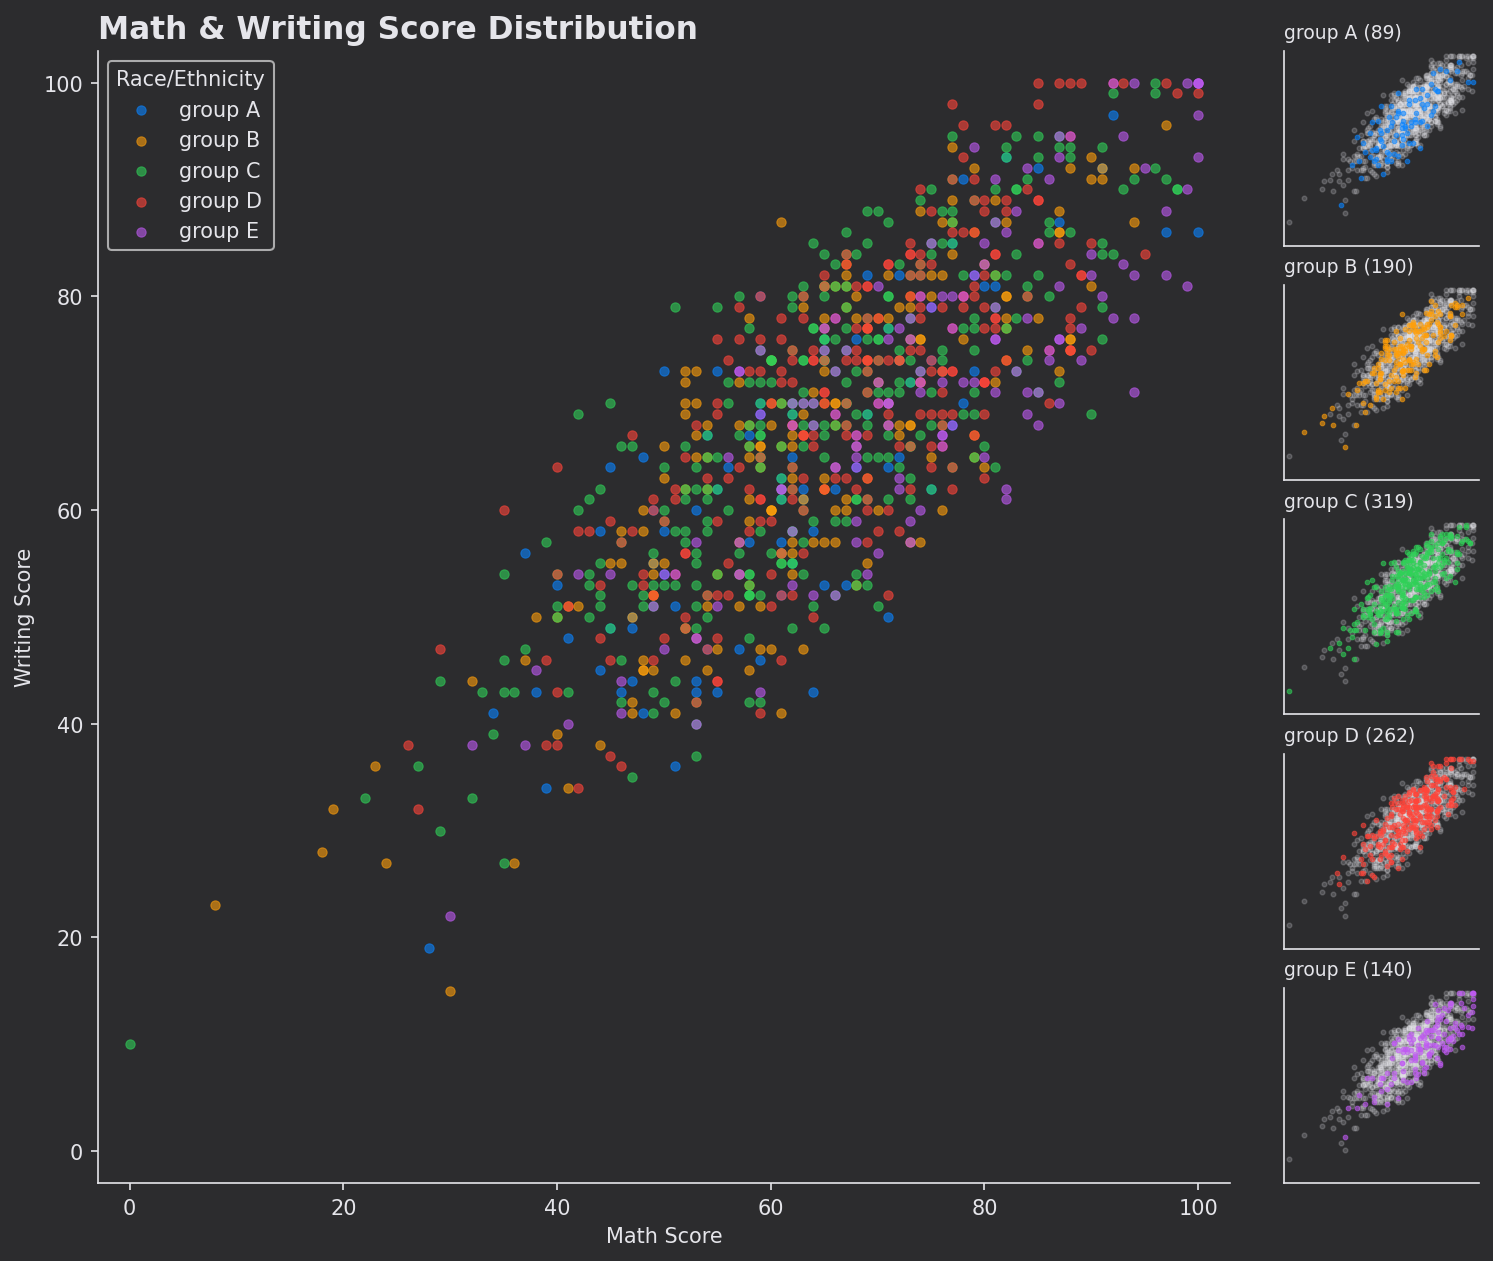 Math & Writing Score Distribution
Race/Ethnicity
group A
group B
group C
group D
group E
Writing Score
100
80
60
40
20
0
0 20 40 60 80 100
Math Score
group A (89)
group B (190)
group C (319)
group D (262)
group E (140)